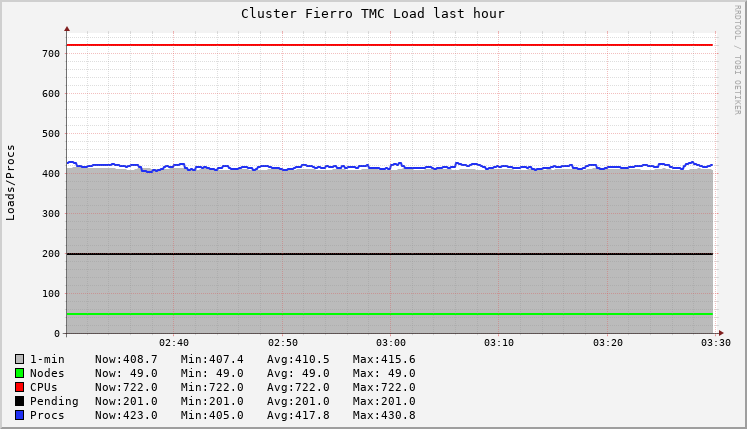 Cluster Fierro TMC Load last hour
RRDTOOL / TOBI OETIKER
Loads/Procs
700
600
500
400
300
200
100
0
02:40 02:50 03:00 03:10 03:20 03:30
1-min Now:408.7 Min:407.4 Avg:410.5 Max:415.6
Nodes Now: 49.0 Min: 49.0 Avg: 49.0 Max: 49.0
CPUs Now:722.0 Min:722.0 Avg:722.0 Max:722.0
Pending Now:201.0 Min:201.0 Avg:201.0 Max:201.0
Procs Now:423.0 Min:405.0 Avg:417.8 Max:430.8